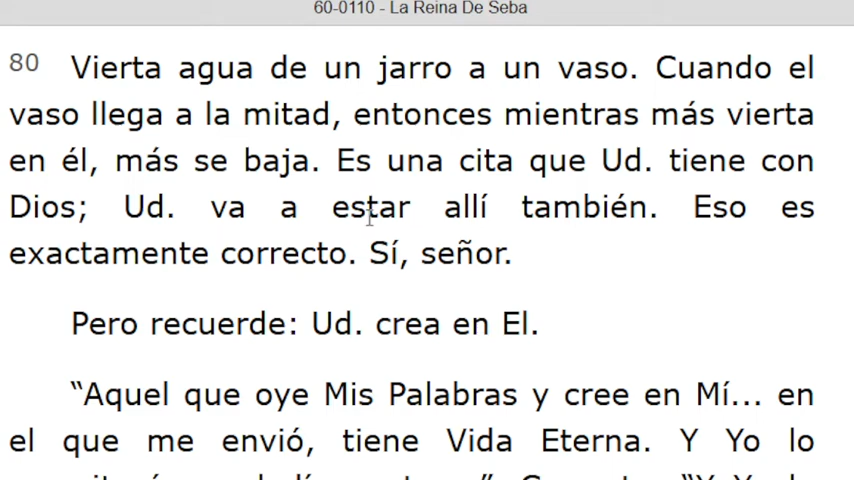 60-0110 - La Reina De Seba
80 Vierta agua de un jarro a un vaso. Cuando el
vaso llega a la mitad, entonces mientras más vierta
en él, más se baja. Es una cita que Ud. tiene con
Dios; Ud. va a estar allí también. Eso es
exactamente correcto. Sí, señor.
Pero recuerde: Ud. crea en El.
“Aquel que oye Mis Palabras y cree en Mí... en
el que me envió, tiene Vida Eterna. Y Yo lo